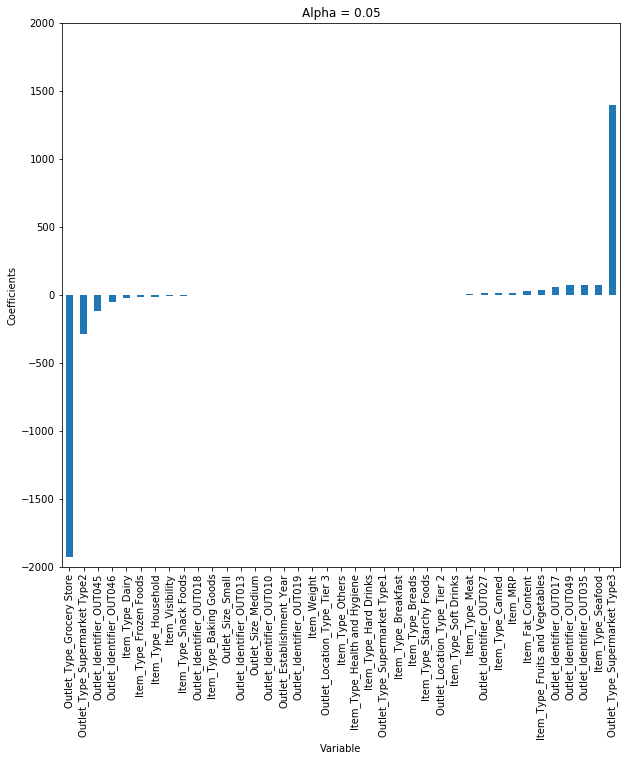 Alpha = 0.05
2000
1500
1000
500
0
−500
−1000
−1500
−2000
Coefficients
Outlet_Type_Grocery Store
Outlet_Type_Supermarket Type2
Outlet_Identifier_OUT045
Outlet_Identifier_OUT046
Item_Type_Dairy
Item_Type_Frozen Foods
Item_Type_Household
Item_Visibility
Item_Type_Snack Foods
Outlet_Identifier_OUT018
Item_Type_Baking Goods
Outlet_Size_Small
Outlet_Identifier_OUT013
Outlet_Size_Medium
Outlet_Identifier_OUT010
Outlet_Establishment_Year
Outlet_Identifier_OUT019
Item_Weight
Outlet_Location_Type_Tier 3
Item_Type_Others
Item_Type_Health and Hygiene
Item_Type_Hard Drinks
Outlet_Type_Supermarket Type1
Item_Type_Breakfast
Item_Type_Breads
Item_Type_Starchy Foods
Outlet_Location_Type_Tier 2
Item_Type_Soft Drinks
Item_Type_Meat
Outlet_Identifier_OUT027
Item_Type_Canned
Item_MRP
Item_Fat_Content
Item_Type_Fruits and Vegetables
Outlet_Identifier_OUT017
Outlet_Identifier_OUT049
Outlet_Identifier_OUT035
Item_Type_Seafood
Outlet_Type_Supermarket Type3
Variable